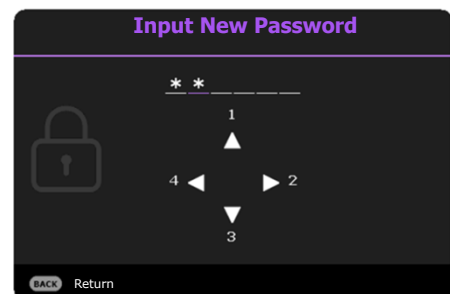 Input New Password
* * _ _ _ _
1
4 2
3
BACK Return